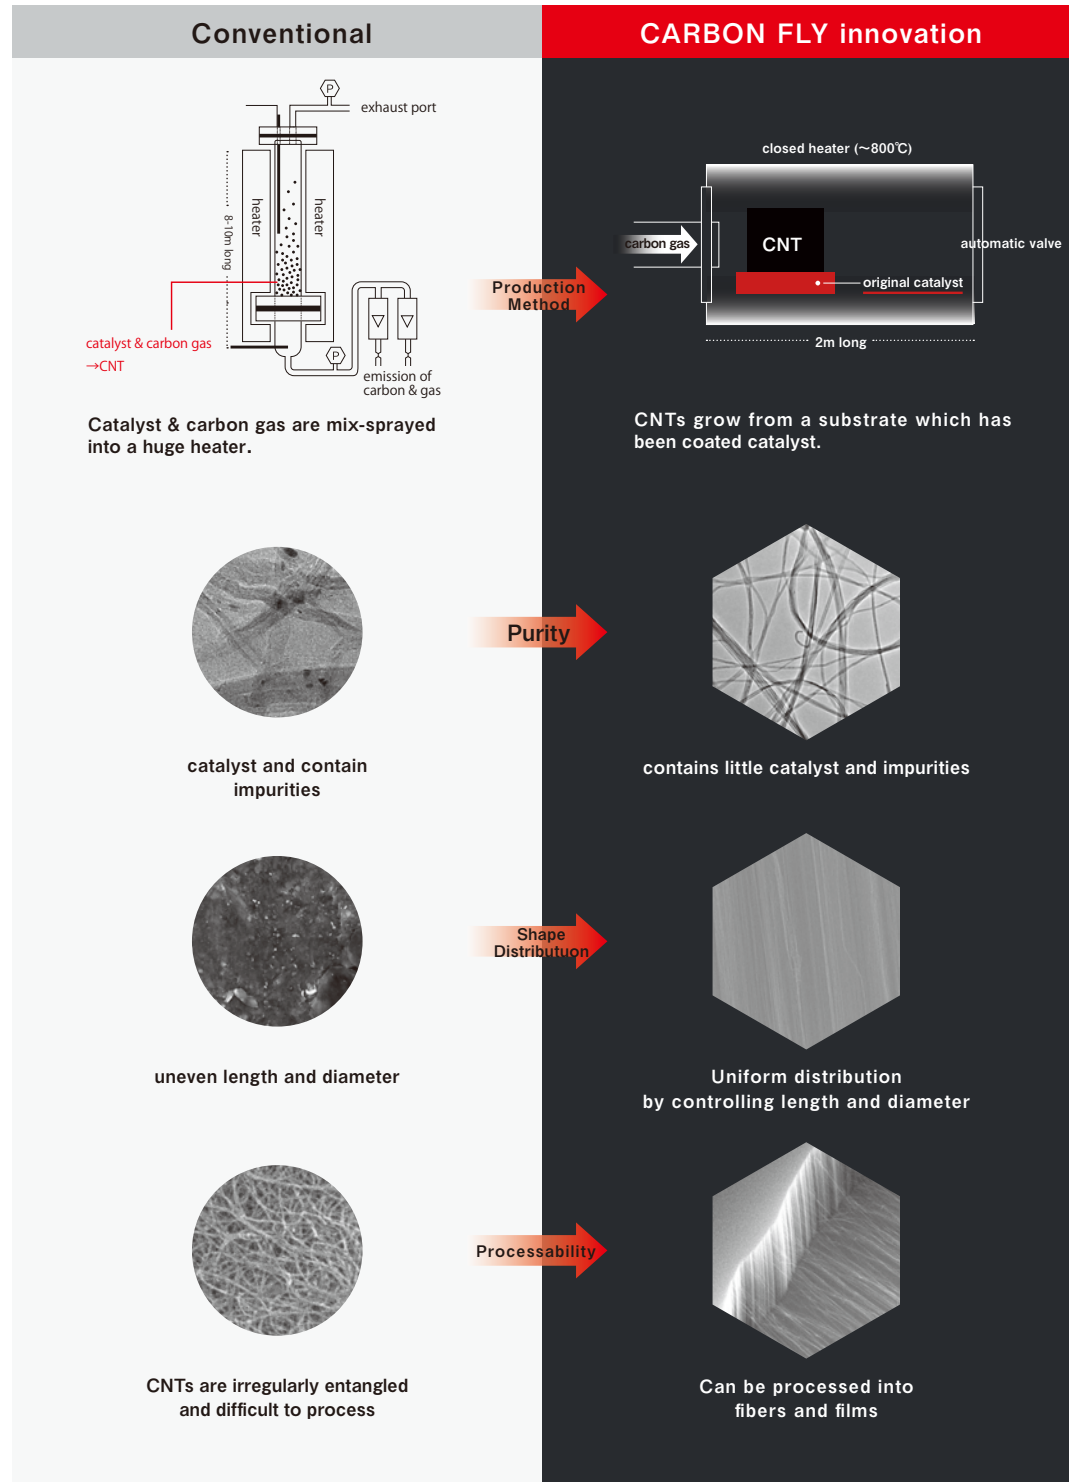 Conventional
CARBON FLY innovation
P
exhaust port
heater
heater
8-10m long
catalyst & carbon gas
→CNT
P
emission of
carbon & gas
Catalyst & carbon gas are mix-sprayed
into a huge heater.
Production
Method
closed heater (～800℃)
carbon gas
CNT
automatic valve
original catalyst
2m long
CNTs grow from a substrate which has
been coated catalyst.
Purity
catalyst and contain
impurities
contains little catalyst and impurities
Shape
Distributuon
uneven length and diameter
Uniform distribution
by controlling length and diameter
Processability
CNTs are irregularly entangled
and difficult to process
Can be processed into
fibers and films